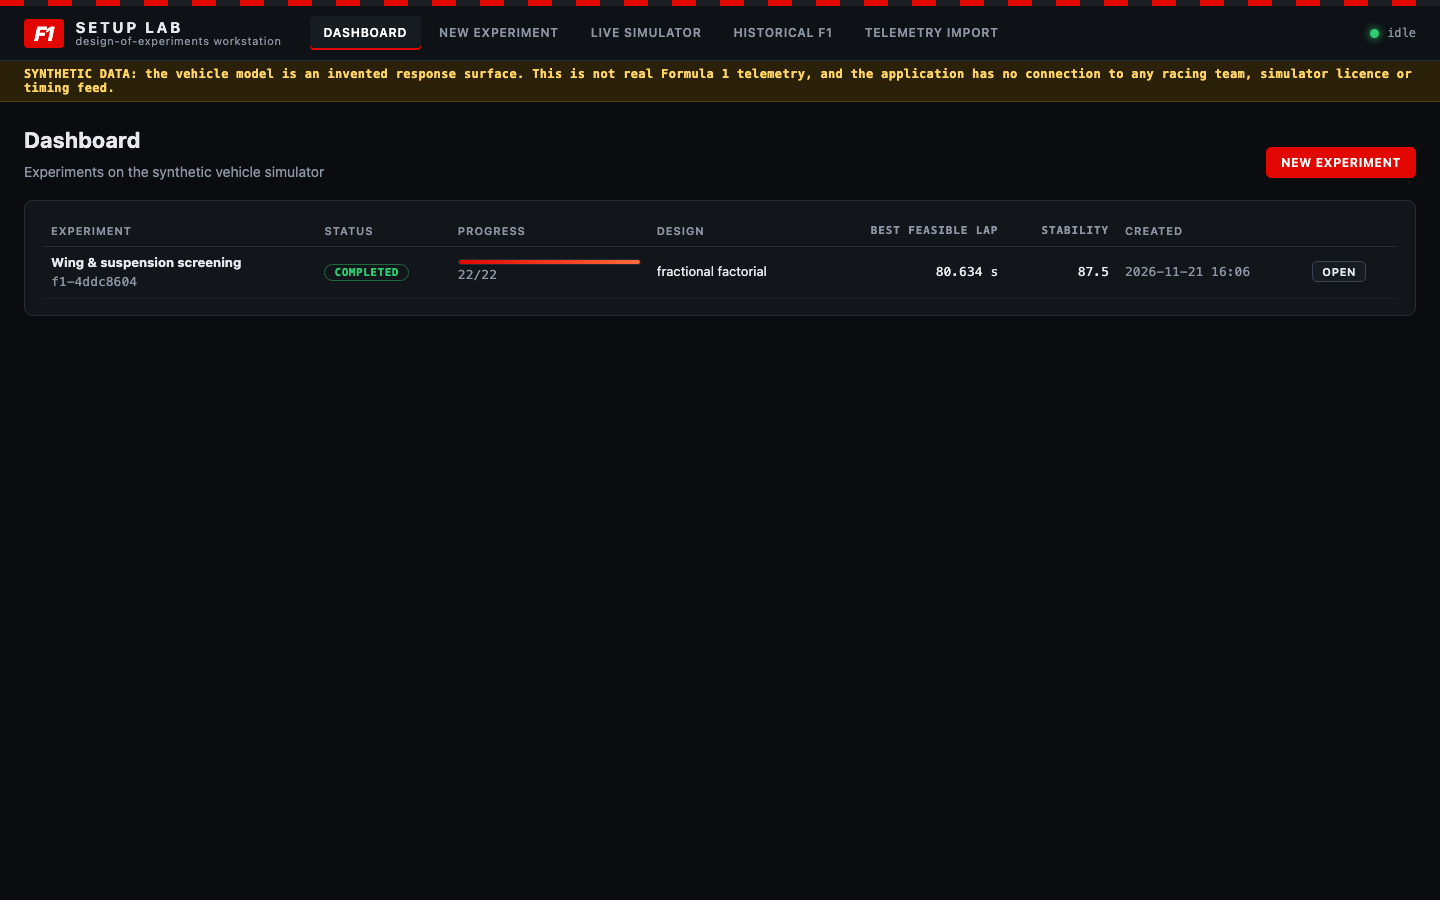 F1 SETUP LAB
design-of-experiments workstation
DASHBOARD NEW EXPERIMENT LIVE SIMULATOR HISTORICAL F1 TELEMETRY IMPORT
idle
SYNTHETIC DATA: the vehicle model is an invented response surface. This is not real Formula 1 telemetry, and the application has no connection to any racing team, simulator licence or
timing feed.
Dashboard
Experiments on the synthetic vehicle simulator
NEW EXPERIMENT
EXPERIMENT STATUS PROGRESS DESIGN BEST FEASIBLE LAP STABILITY CREATED
Wing & suspension screening
f1-4ddc8604
COMPLETED
22/22
fractional factorial
80.634 s
87.5
2026-11-21 16:06
OPEN